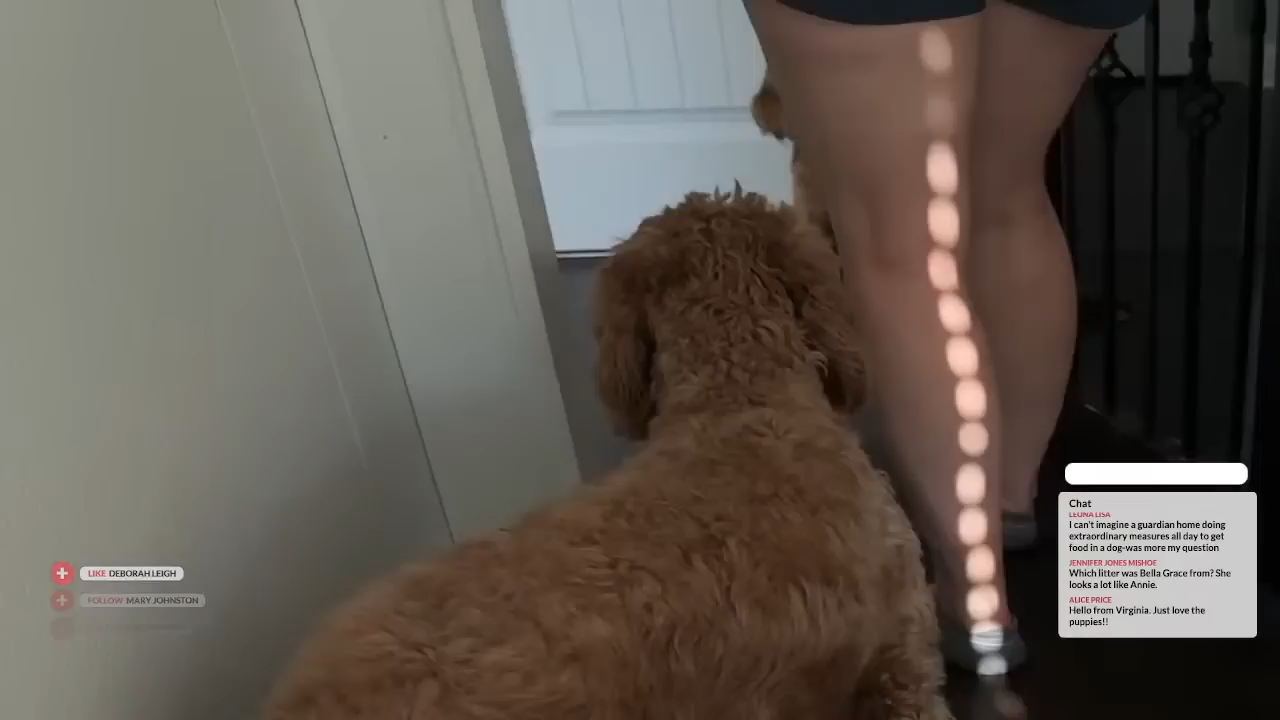 Chat
LEONA LISA
I can't imagine a guardian home doing
extraordinary measures all day to get
food in a dog-was more my question
JENNIFER JONES MISHOE
Which litter was Bella Grace from? She
looks a lot like Annie.
ALICE PRICE
Hello from Virginia. Just love the
puppies!!
LIKE DEBORAH LEIGH
FOLLOW MARY JOHNSTON